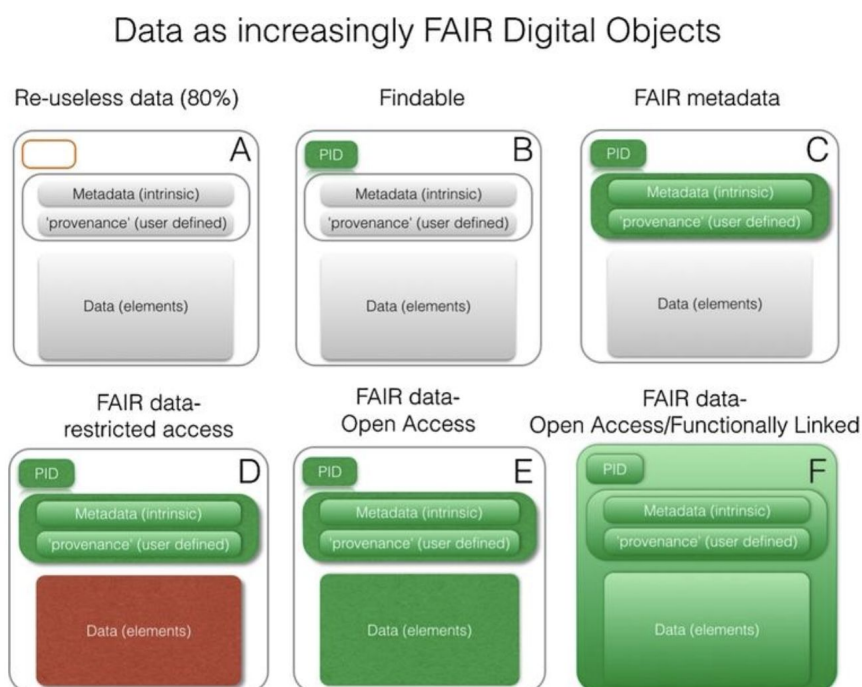 Data as increasingly FAIR Digital Objects
Re-useless data (80%)
A
Metadata (intrinsic)
'provenance' (user defined)
Data (elements)
Findable
PID
B
Metadata (intrinsic)
'provenance' (user defined)
Data (elements)
FAIR metadata
PID
C
Metadata (intrinsic)
'provenance' (user defined)
Data (elements)
FAIR data-
restricted access
PID
D
Metadata (intrinsic)
'provenance' (user defined)
Data (elements)
FAIR data-
Open Access
PID
E
Metadata (intrinsic)
'provenance' (user defined)
Data (elements)
FAIR data-
Open Access/Functionally Linked
PID
F
Metadata (intrinsic)
'provenance' (user defined)
Data (elements)